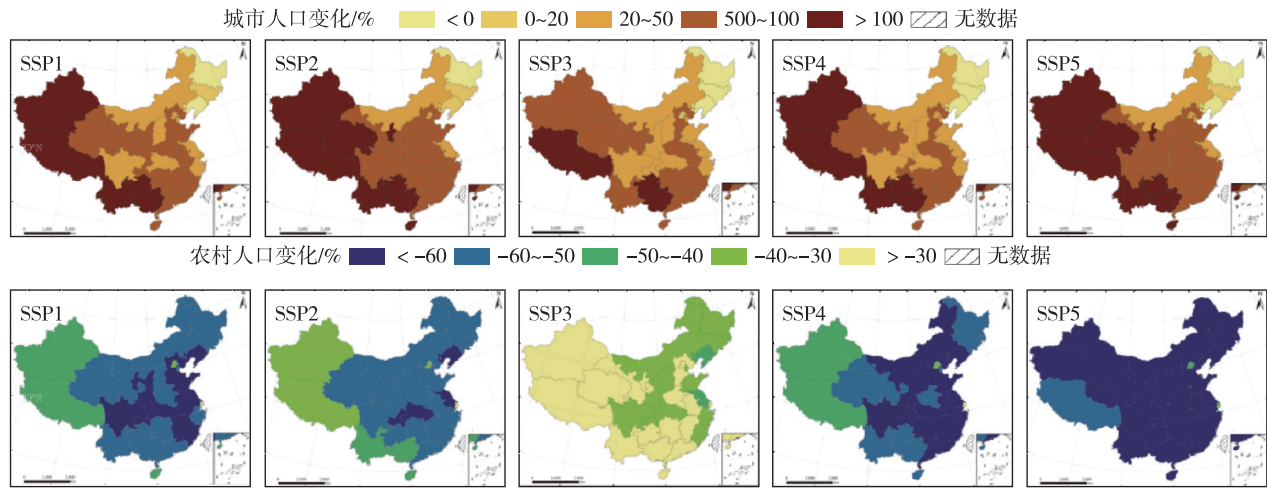 城市人口变化/% < 0 0~20 20~50 500~100 > 100 无数据
SSP1 SSP2 SSP3 SSP4 SSP5
农村人口变化/% < -60 -60~-50 -50~-40 -40~-30 > -30 无数据
SSP1 SSP2 SSP3 SSP4 SSP5